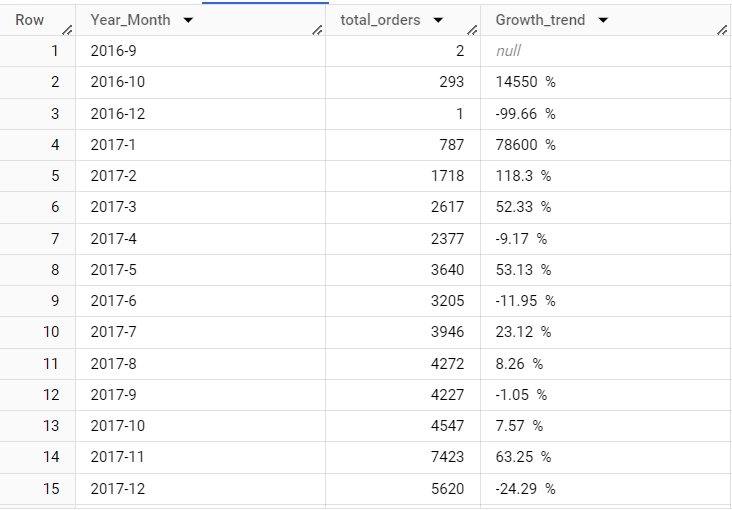 Row Year_Month total_orders Growth_trend
1 2016-9 2 null
2 2016-10 293 14550 %
3 2016-12 1 -99.66 %
4 2017-1 787 78600 %
5 2017-2 1718 118.3 %
6 2017-3 2617 52.33 %
7 2017-4 2377 -9.17 %
8 2017-5 3640 53.13 %
9 2017-6 3205 -11.95 %
10 2017-7 3946 23.12 %
11 2017-8 4272 8.26 %
12 2017-9 4227 -1.05 %
13 2017-10 4547 7.57 %
14 2017-11 7423 63.25 %
15 2017-12 5620 -24.29 %